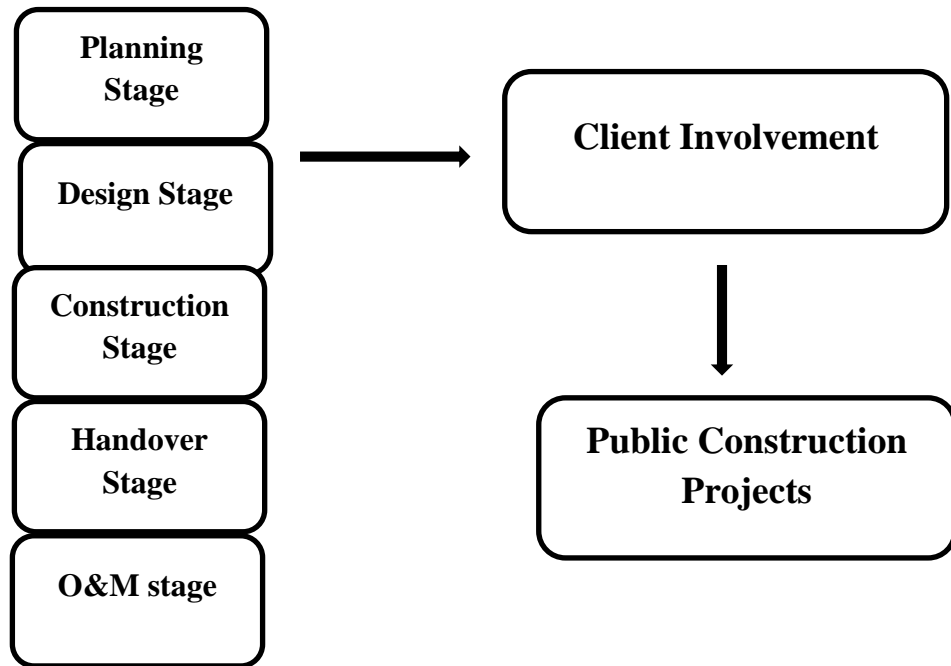 Planning
Stage
Design Stage
Construction
Stage
Handover
Stage
O&M stage
Client Involvement
Public Construction
Projects